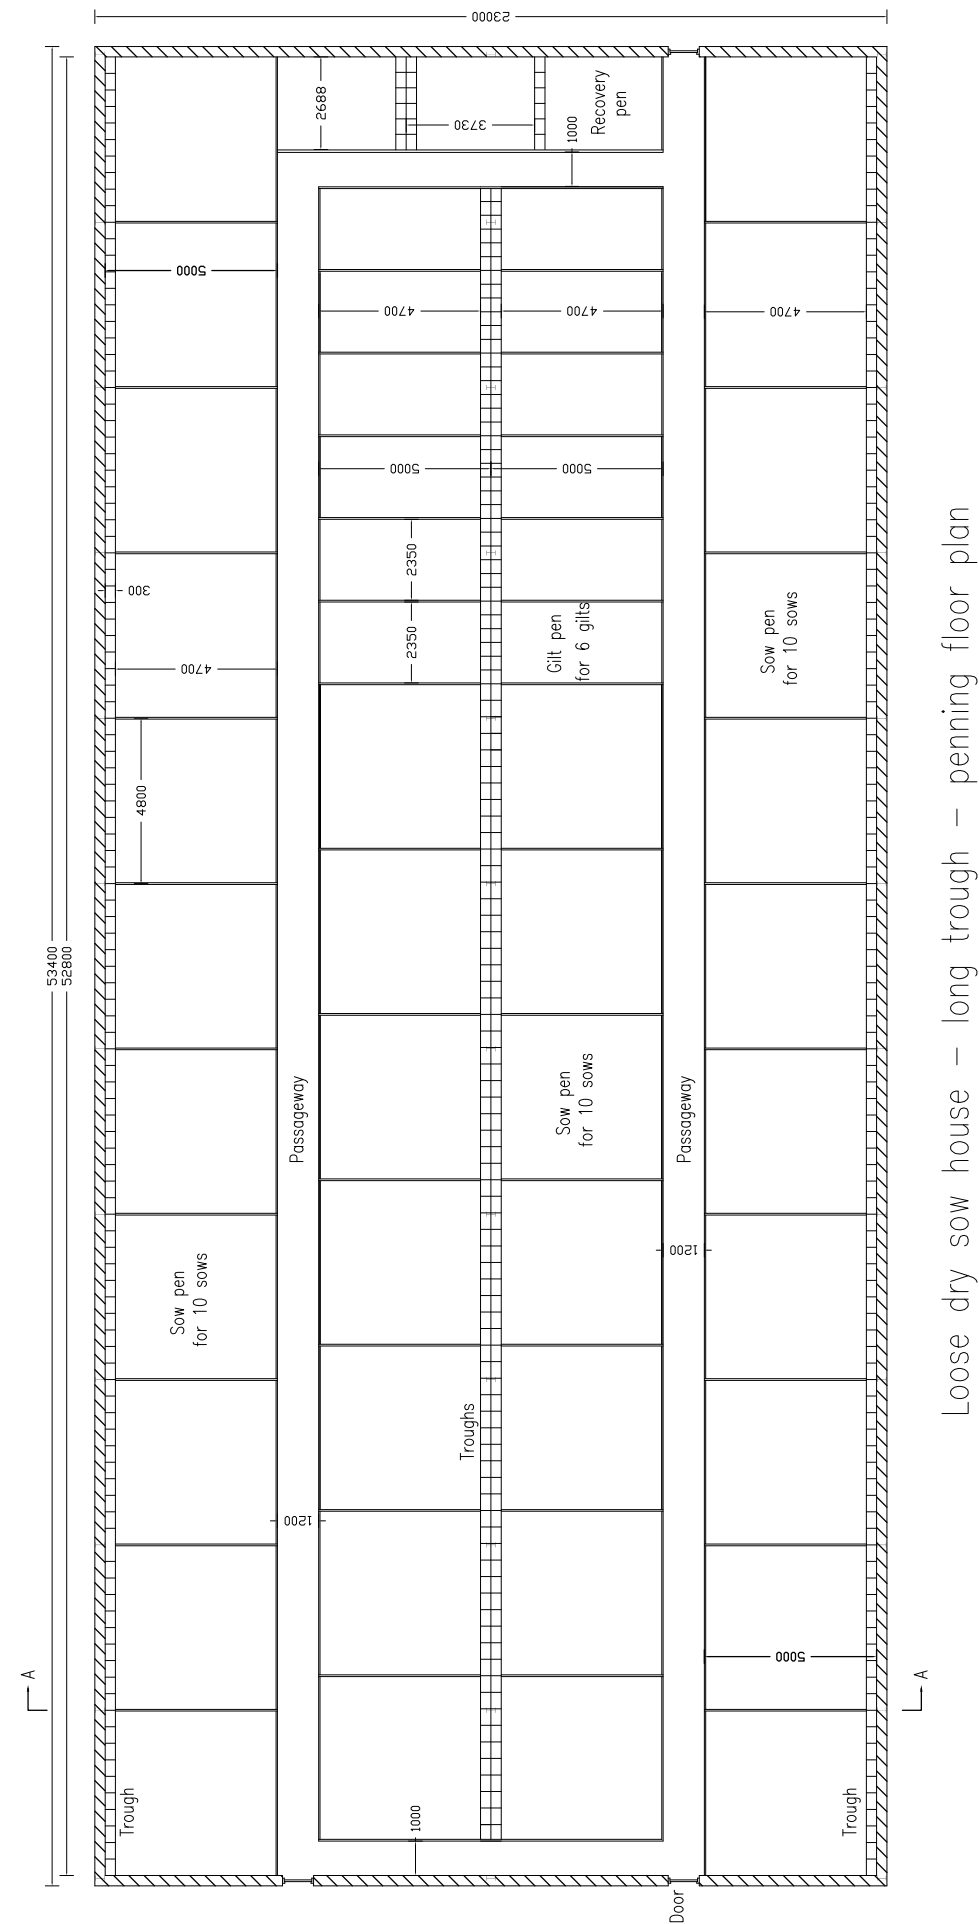 23000
53400
52800
2688
3730
1000
Recovery
pen
5000
4700
4700
4700
5000
5000
2350
2350
300
4700
Gilt pen
for 6 gilts
Sow pen
for 10 sows
4800
Passageway
Passageway
Sow pen
for 10 sows
Sow pen
for 10 sows
1200
Troughs
1200
5000
A
A
Trough
1000
Trough
Door
Loose dry sow house – long trough – penning floor plan